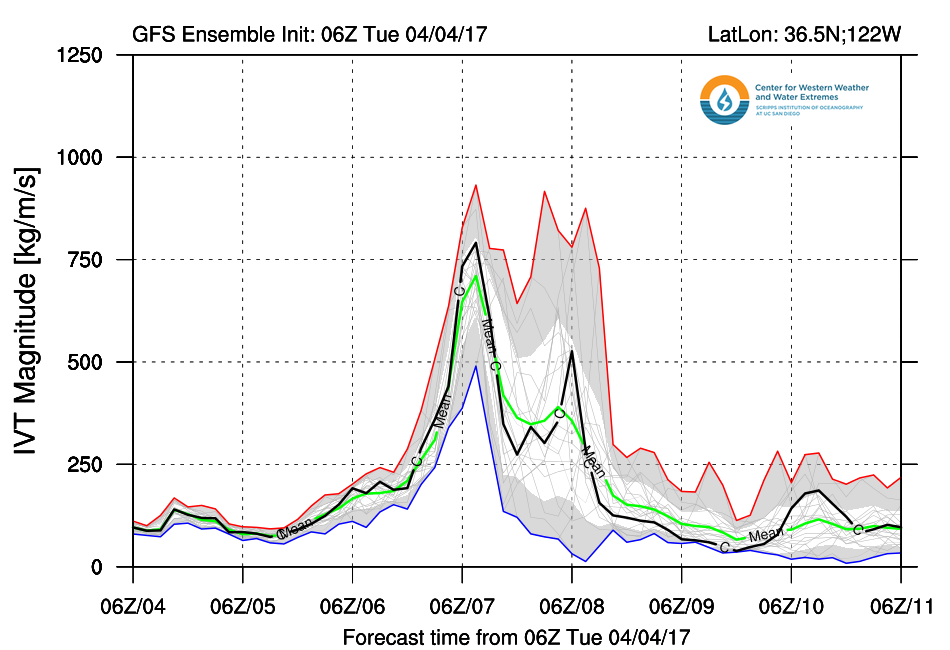 GFS Ensemble Init: 06Z Tue 04/04/17
LatLon: 36.5N;122W
Center for Western Weather
and Water Extremes
SCRIPPS INSTITUTION OF OCEANOGRAPHY
AT UC SAN DIEGO
IVT Magnitude [kg/m/s]
1250
1000
750
500
250
0
C
Mean
C
C
Mean
C
Mean
C
C
C
Mean
C
Mean
C
06Z/04
06Z/05
06Z/06
06Z/07
06Z/08
06Z/09
06Z/10
06Z/11
Forecast time from 06Z Tue 04/04/17